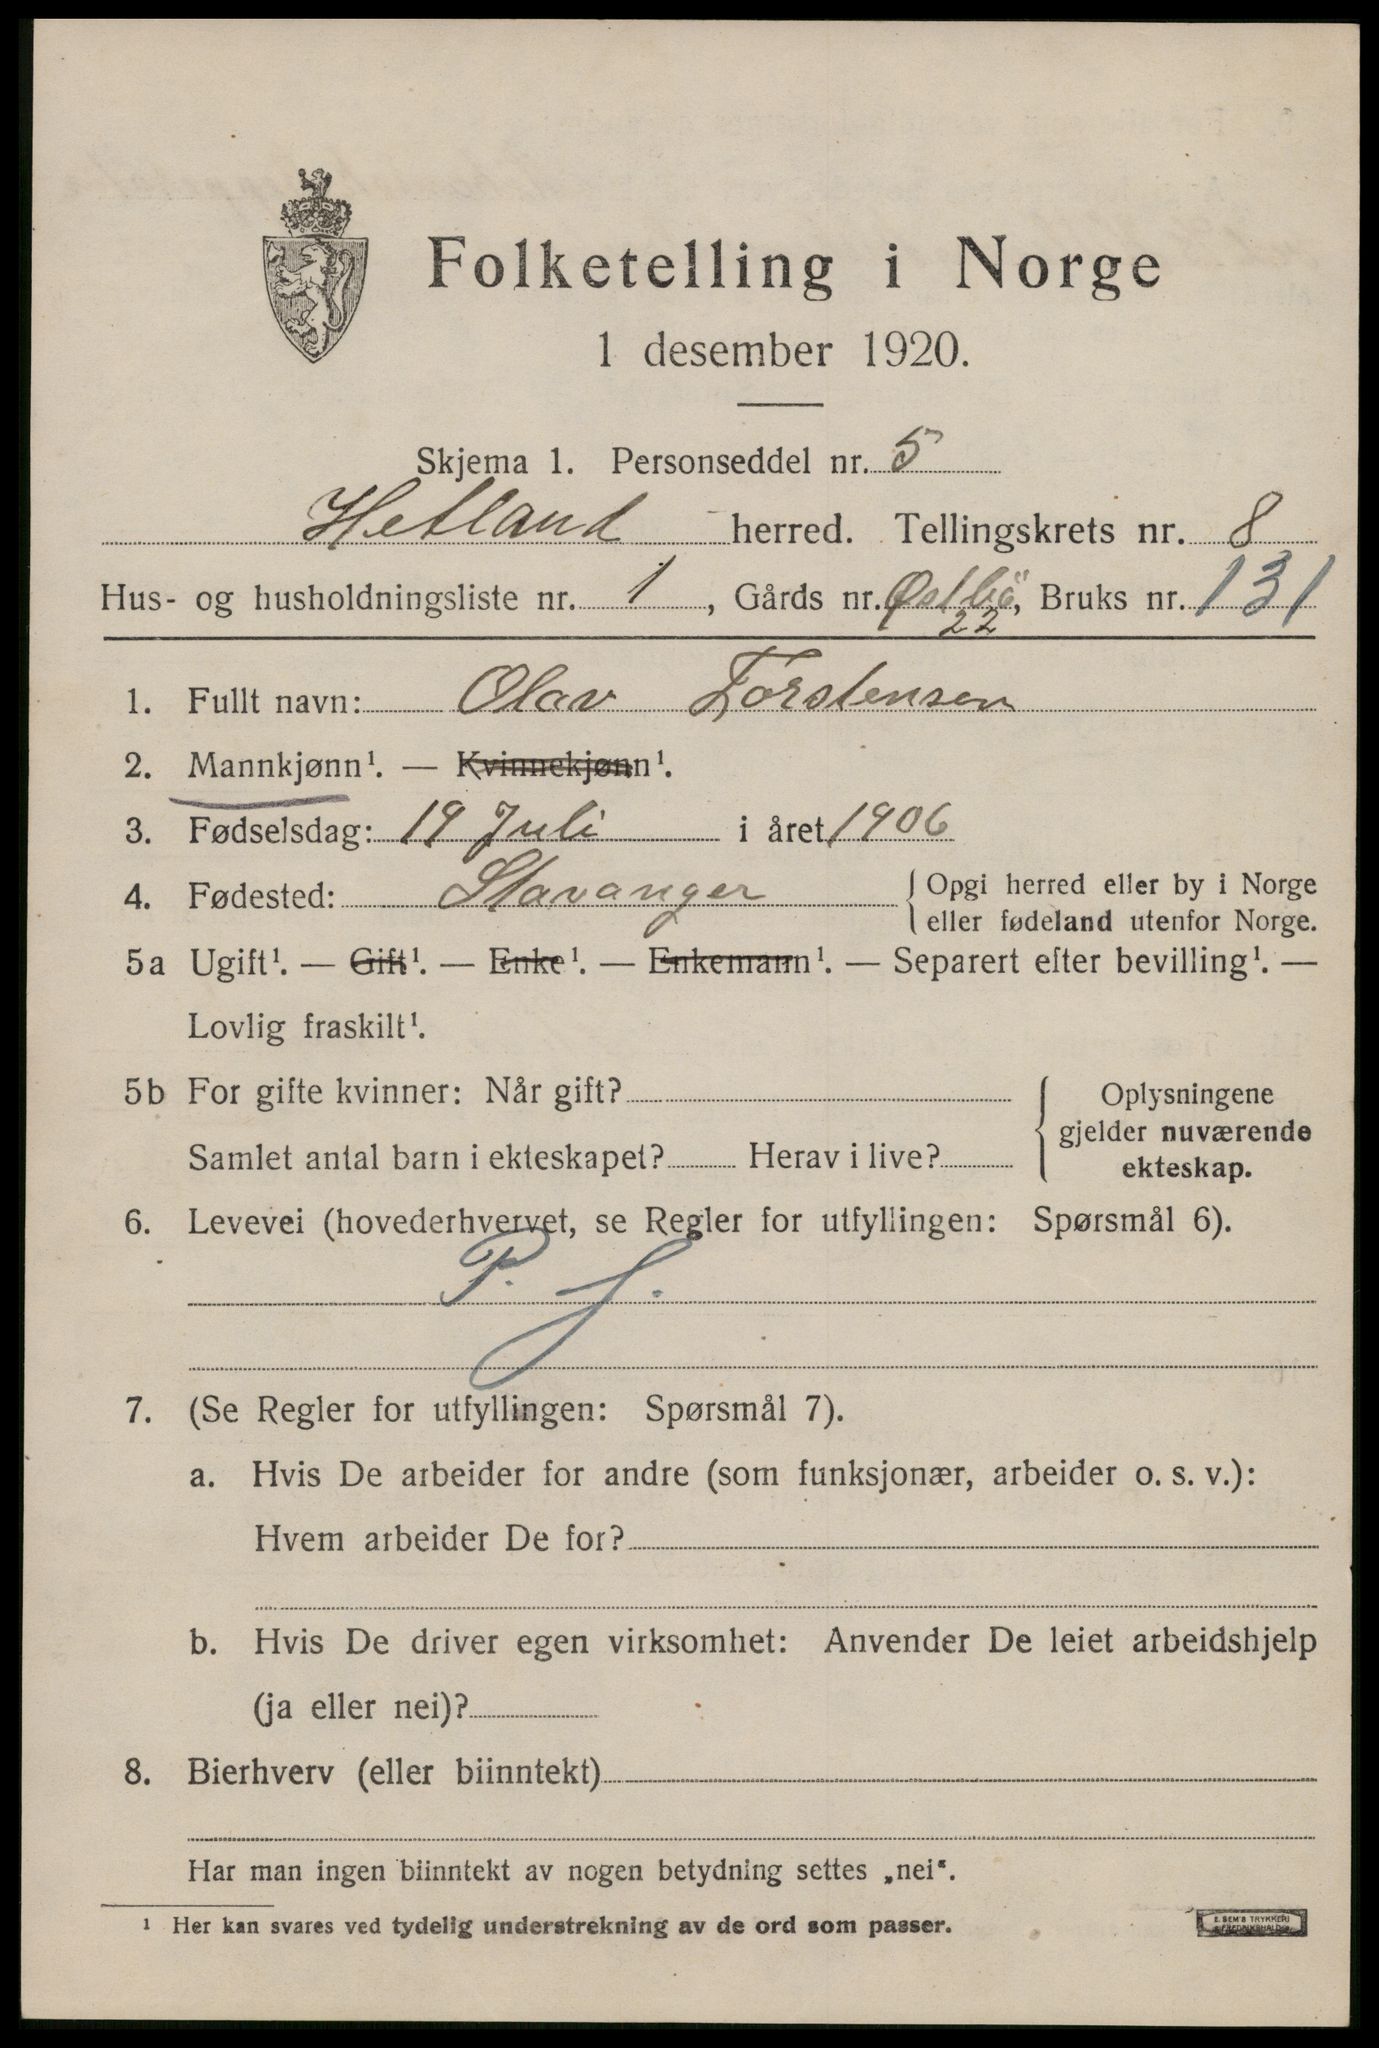 Folketelling i Norge
1 desember 1920.
Skjema 1. Personseddel nr. 5
Hetland herred. Tellingskrets nr. 8
Hus- og husholdningsliste nr. 1, Gårds nr. Østbö, Bruks nr. 131
22
1. Fullt navn: Olav Torstensen
2. Mannkjønn¹. — Kvinnekjønn¹.
3. Fødselsdag: 19 Juli i året 1906
4. Fødested: Stavanger { Opgi herred eller by i Norge
eller fødeland utenfor Norge.
5a Ugift¹. — Gift¹. — Enke¹. — Enkemann¹. — Separert efter bevilling¹. —
Lovlig fraskilt¹.
5b For gifte kvinner: Når gift? { Oplysningene
gjelder nuværende
Samlet antal barn i ekteskapet? Herav i live? ekteskap.
6. Levevei (hovederhvervet, se Regler for utfyllingen: Spørsmål 6).
P. S.
7. (Se Regler for utfyllingen: Spørsmål 7).
a. Hvis De arbeider for andre (som funksjonær, arbeider o. s. v.):
Hvem arbeider De for?
b. Hvis De driver egen virksomhet: Anvender De leiet arbeidshjelp
(ja eller nei)?
8. Bierhverv (eller biinntekt)
Har man ingen biinntekt av nogen betydning settes „nei“.
¹ Her kan svares ved tydelig understrekning av de ord som passer.
E. SEM'S TRYKKERI
FREDRIKSHALD